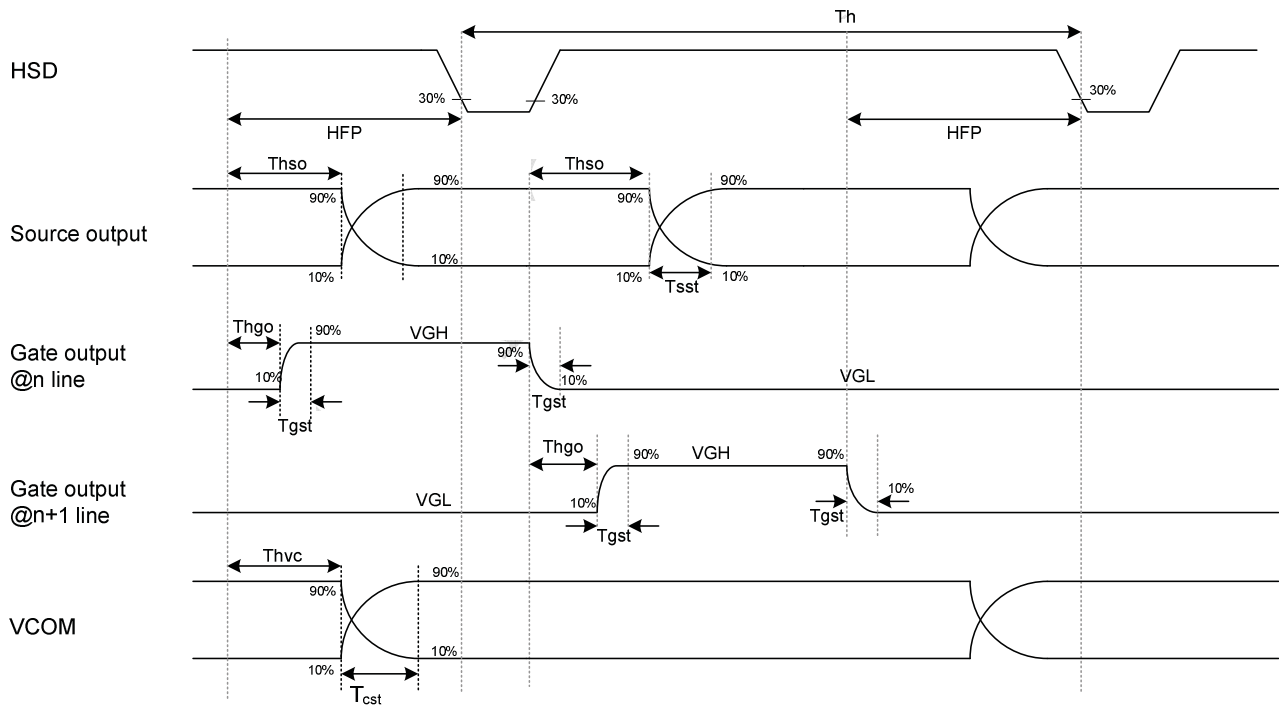 Th
HSD
30%
30%
30%
HFP
HFP
Thso
Thso
90%
90%
90%
90%
Source output
10%
10%
10%
10%
Tsst
Thgo
90%
VGH
90%
Gate output
@n line
10%
10%
VGL
Tgst
Tgst
Thgo
90%
VGH
90%
Gate output
@n+1 line
VGL
10%
10%
Tgst
Tgst
Thvc
90%
90%
VCOM
10%
10%
Tcst